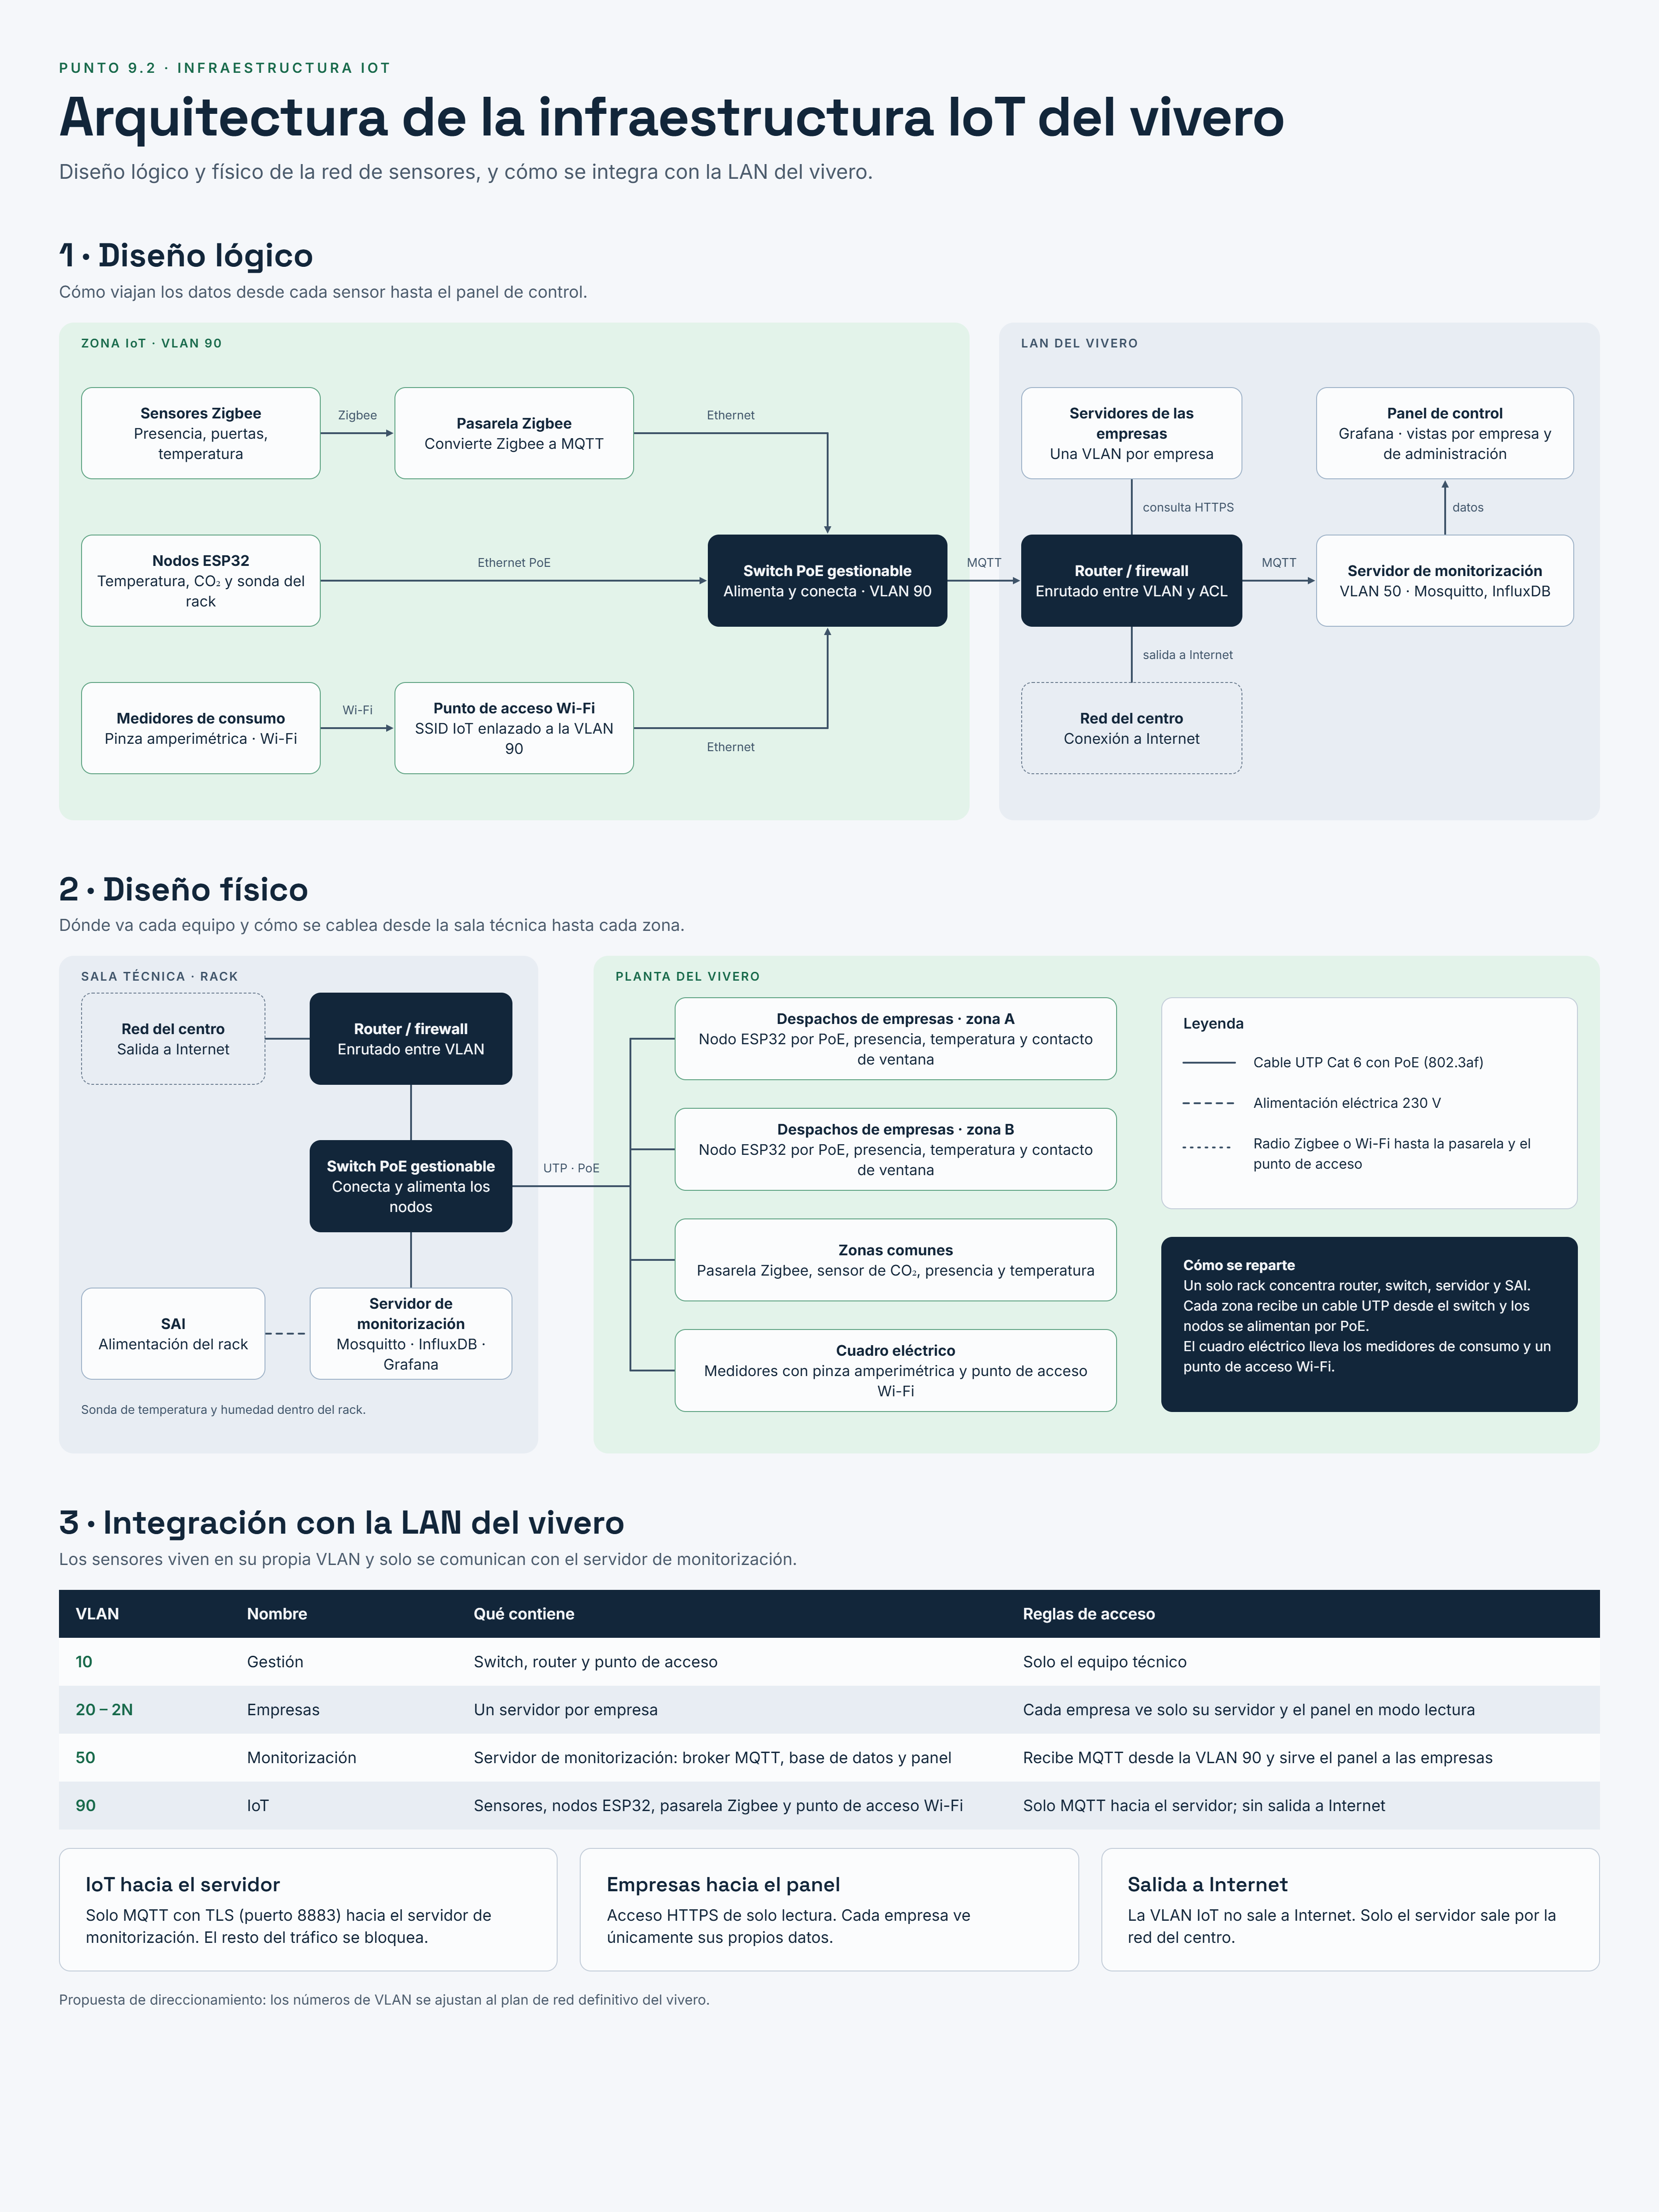 PUNTO 9.2 · INFRAESTRUCTURA IOT
Arquitectura de la infraestructura IoT del vivero
Diseño lógico y físico de la red de sensores, y cómo se integra con la LAN del vivero.
1 · Diseño lógico
Cómo viajan los datos desde cada sensor hasta el panel de control.
ZONA IoT · VLAN 90
Sensores Zigbee
Presencia, puertas,
temperatura
Zigbee
Pasarela Zigbee
Convierte Zigbee a MQTT
Ethernet
Nodos ESP32
Temperatura, CO₂ y sonda del
rack
Ethernet PoE
Switch PoE gestionable
Alimenta y conecta · VLAN 90
Medidores de consumo
Pinza amperimétrica · Wi-Fi
Wi-Fi
Punto de acceso Wi-Fi
SSID IoT enlazado a la VLAN
90
Ethernet
MQTT
LAN DEL VIVERO
Servidores de las
empresas
Una VLAN por empresa
Panel de control
Grafana · vistas por empresa y
de administración
consulta HTTPS
datos
Router / firewall
Enrutado entre VLAN y ACL
MQTT
Servidor de monitorización
VLAN 50 · Mosquitto, InfluxDB
salida a Internet
Red del centro
Conexión a Internet
2 · Diseño físico
Dónde va cada equipo y cómo se cablea desde la sala técnica hasta cada zona.
SALA TÉCNICA · RACK
Red del centro
Salida a Internet
Router / firewall
Enrutado entre VLAN
Switch PoE gestionable
Conecta y alimenta los
nodos
SAI
Alimentación del rack
Servidor de
monitorización
Mosquitto · InfluxDB ·
Grafana
Sonda de temperatura y humedad dentro del rack.
UTP · PoE
PLANTA DEL VIVERO
Despachos de empresas · zona A
Nodo ESP32 por PoE, presencia, temperatura y contacto
de ventana
Despachos de empresas · zona B
Nodo ESP32 por PoE, presencia, temperatura y contacto
de ventana
Zonas comunes
Pasarela Zigbee, sensor de CO₂, presencia y temperatura
Cuadro eléctrico
Medidores con pinza amperimétrica y punto de acceso
Wi-Fi
Leyenda
Cable UTP Cat 6 con PoE (802.3af)
Alimentación eléctrica 230 V
Radio Zigbee o Wi-Fi hasta la pasarela y el
punto de acceso
Cómo se reparte
Un solo rack concentra router, switch, servidor y SAI.
Cada zona recibe un cable UTP desde el switch y los
nodos se alimentan por PoE.
El cuadro eléctrico lleva los medidores de consumo y un
punto de acceso Wi-Fi.
3 · Integración con la LAN del vivero
Los sensores viven en su propia VLAN y solo se comunican con el servidor de monitorización.
VLAN Nombre Qué contiene Reglas de acceso
10 Gestión Switch, router y punto de acceso Solo el equipo técnico
20 – 2N Empresas Un servidor por empresa Cada empresa ve solo su servidor y el panel en modo lectura
50 Monitorización Servidor de monitorización: broker MQTT, base de datos y panel Recibe MQTT desde la VLAN 90 y sirve el panel a las empresas
90 IoT Sensores, nodos ESP32, pasarela Zigbee y punto de acceso Wi-Fi Solo MQTT hacia el servidor; sin salida a Internet
IoT hacia el servidor
Solo MQTT con TLS (puerto 8883) hacia el servidor de
monitorización. El resto del tráfico se bloquea.
Empresas hacia el panel
Acceso HTTPS de solo lectura. Cada empresa ve
únicamente sus propios datos.
Salida a Internet
La VLAN IoT no sale a Internet. Solo el servidor sale por la
red del centro.
Propuesta de direccionamiento: los números de VLAN se ajustan al plan de red definitivo del vivero.